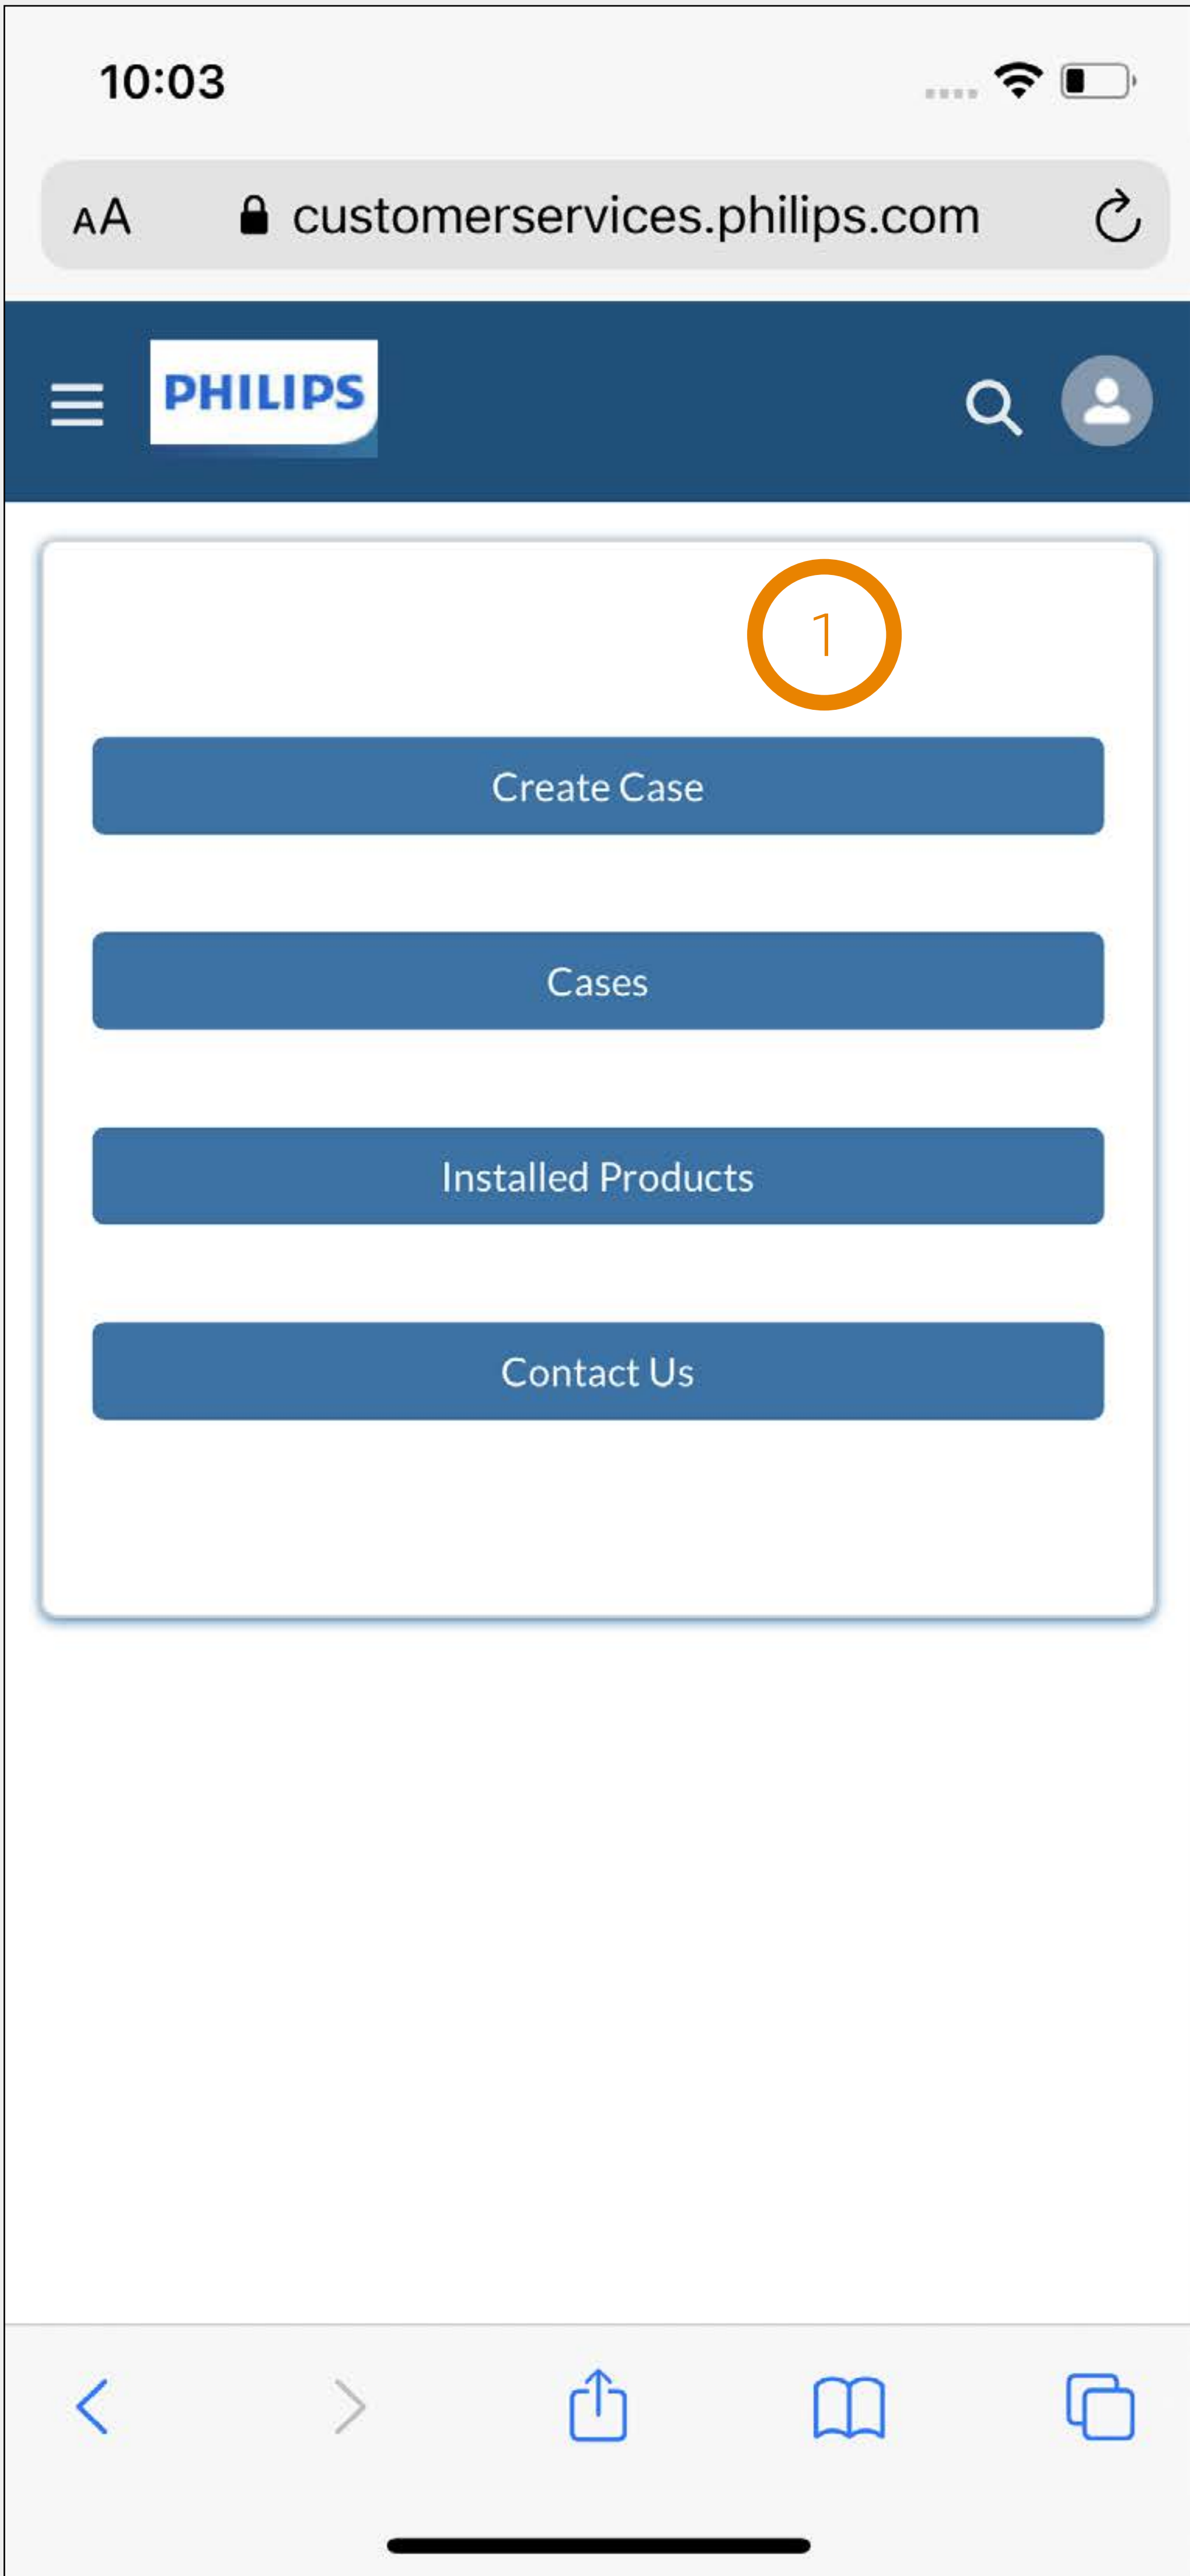 10:03
AA customerservices.philips.com
PHILIPS
1
Create Case
Cases
Installed Products
Contact Us